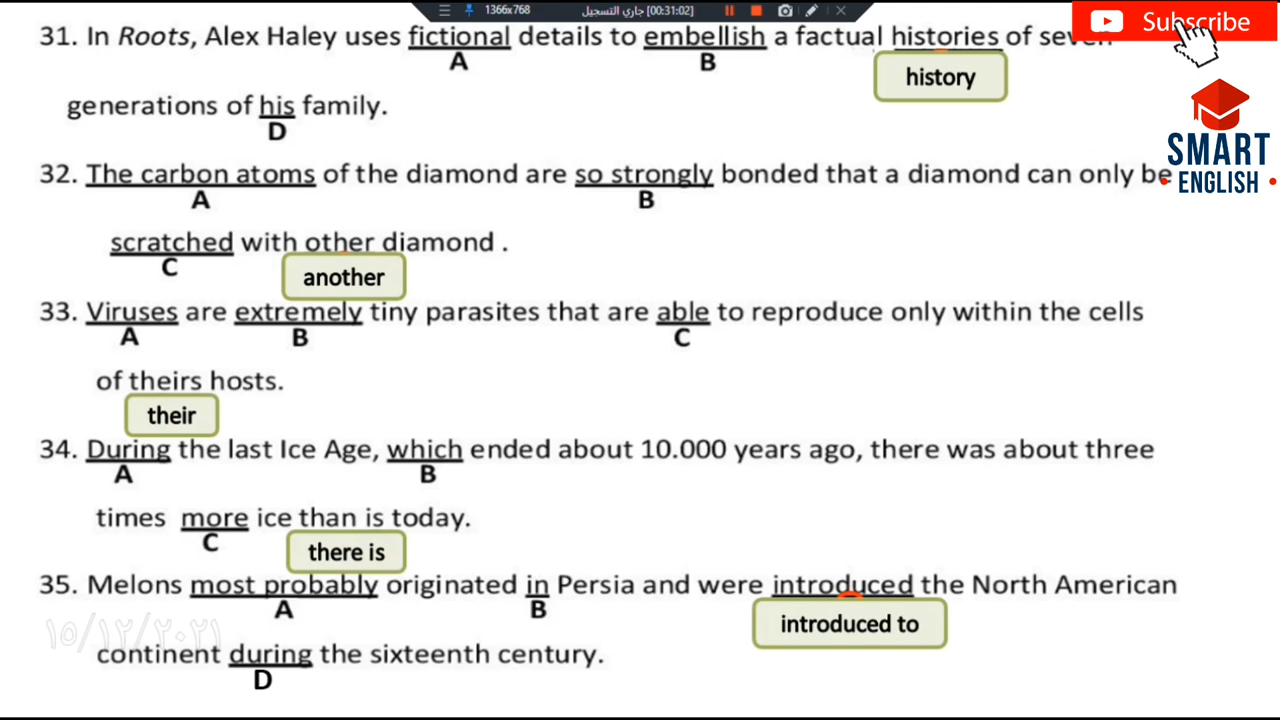 1366x768 جاري التسجيل [00:31:02]
Subscribe
31. In Roots, Alex Haley uses fictional details to embellish a factual histories of seven
A B
history
generations of his family.
D
SMART
ENGLISH
32. The carbon atoms of the diamond are so strongly bonded that a diamond can only be
A B
scratched with other diamond .
C
another
33. Viruses are extremely tiny parasites that are able to reproduce only within the cells
A B C
of theirs hosts.
their
34. During the last Ice Age, which ended about 10.000 years ago, there was about three
A B
times more ice than is today.
C
there is
35. Melons most probably originated in Persia and were introduced the North American
A B
introduced to
١٥/١٢/٢٠٢١
continent during the sixteenth century.
D